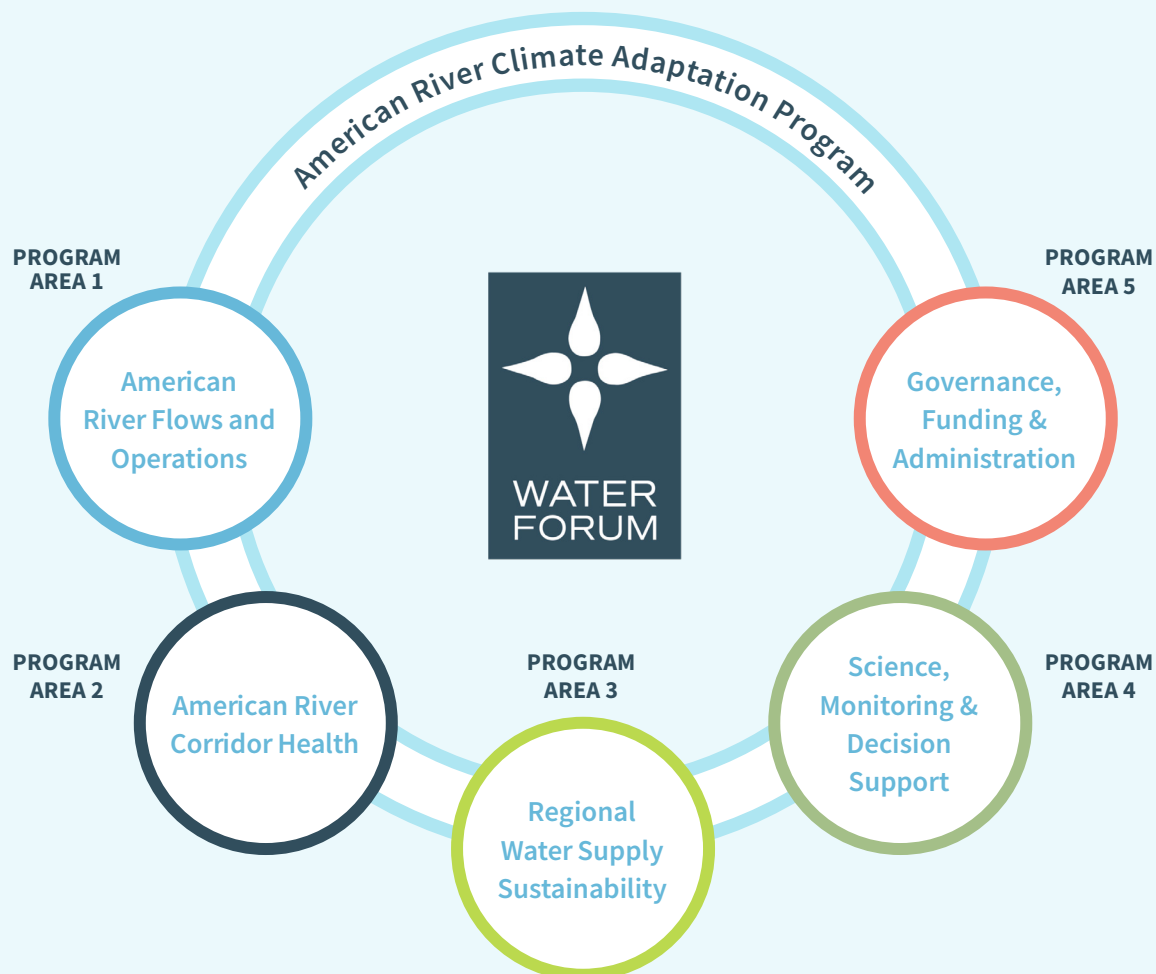 American River Climate Adaptation Program
PROGRAM
AREA 1
American
River Flows and
Operations
PROGRAM
AREA 2
American River
Corridor Health
PROGRAM
AREA 3
Regional
Water Supply
Sustainability
PROGRAM
AREA 4
Science,
Monitoring &
Decision
Support
PROGRAM
AREA 5
Governance,
Funding &
Administration
WATER
FORUM